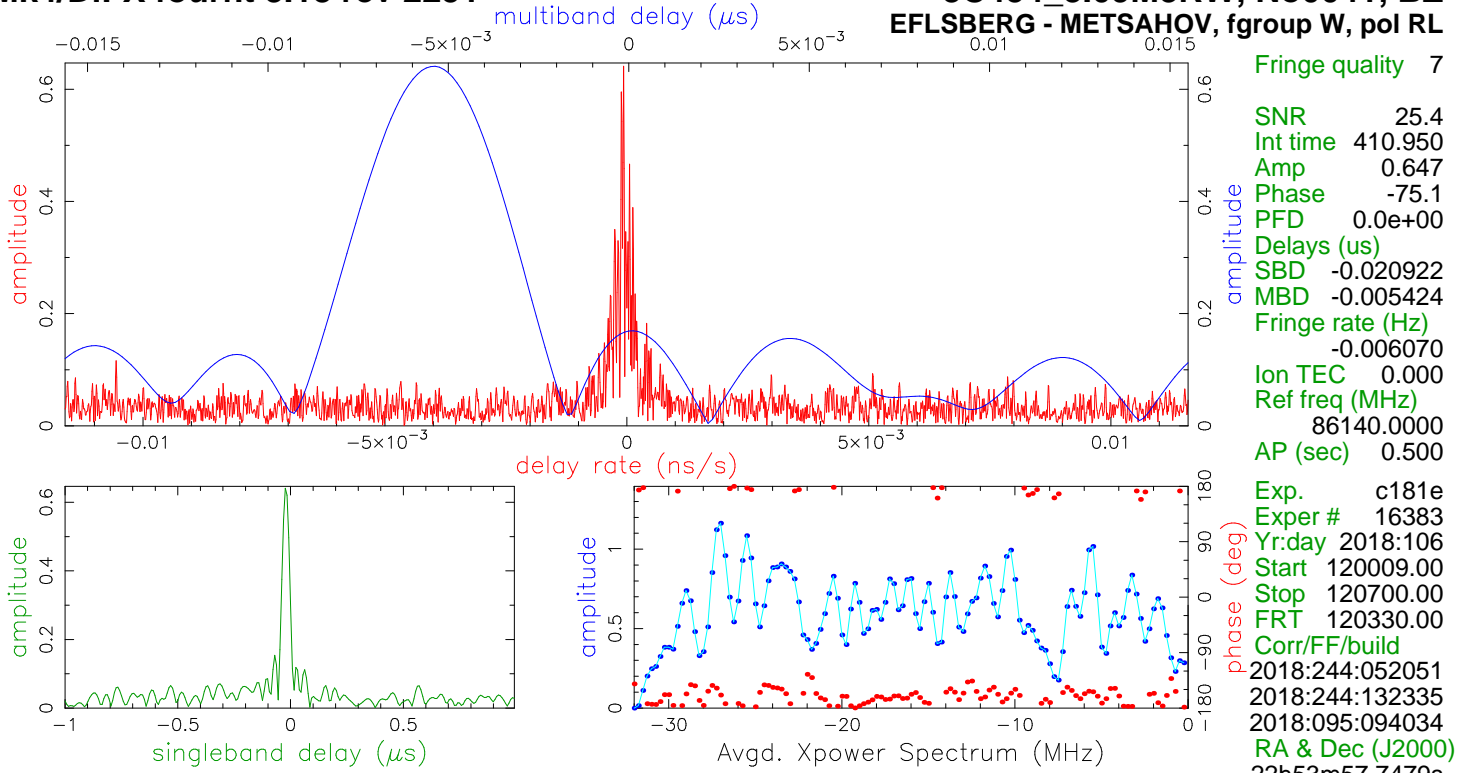 multiband delay (μs)
EFLSBERG - METSAHOV, fgroup W, pol RL
−0.015 −0.01 −5×10⁻³ 0 5×10⁻³ 0.01 0.015
Fringe quality 7
SNR 25.4
Int time 410.950
Amp 0.647
Phase -75.1
PFD 0.0e+00
Delays (us)
SBD -0.020922
MBD -0.005424
Fringe rate (Hz)
-0.006070
Ion TEC 0.000
Ref freq (MHz)
86140.0000
AP (sec) 0.500
Exp. c181e
Exper # 16383
Yr:day 2018:106
Start 120009.00
Stop 120700.00
FRT 120330.00
Corr/FF/build
2018:244:052051
2018:244:132335
2018:095:094034
RA & Dec (J2000)
amplitude
0 0.2 0.4 0.6
amplitude
0 0.2 0.4 0.6
−0.01 −5×10⁻³ 0 5×10⁻³ 0.01
delay rate (ns/s)
amplitude
0 0.2 0.4 0.6
−1 −0.5 0 0.5
singleband delay (μs)
amplitude
0 0.5 1
phase (deg)
−180 −90 0 90 180
−30 −20 −10 0
Avgd. Xpower Spectrum (MHz)